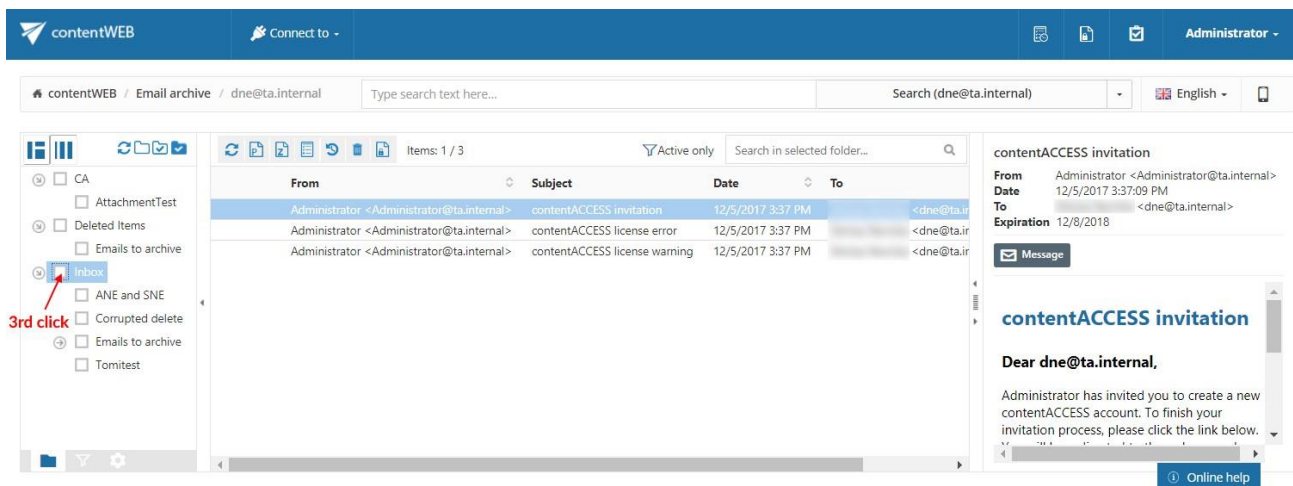 contentWEB
Connect to
Administrator
contentWEB / Email archive / dne@ta.internal
Type search text here...
Search (dne@ta.internal)
English
Items: 1 / 3
Active only
Search in selected folder...
CA
AttachmentTest
Deleted Items
Emails to archive
Inbox
ANE and SNE
3rd click
Corrupted delete
Emails to archive
Tomitest
From Subject Date To
Administrator <Administrator@ta.internal> contentACCESS invitation 12/5/2017 3:37 PM <dne@ta.ir
Administrator <Administrator@ta.internal> contentACCESS license error 12/5/2017 3:37 PM <dne@ta.ir
Administrator <Administrator@ta.internal> contentACCESS license warning 12/5/2017 3:37 PM <dne@ta.ir
contentACCESS invitation
From Administrator <Administrator@ta.internal>
Date 12/5/2017 3:37:09 PM
To <dne@ta.internal>
Expiration 12/8/2018
Message
contentACCESS invitation
Dear dne@ta.internal,
Administrator has invited you to create a new
contentACCESS account. To finish your
invitation process, please click the link below.
Online help